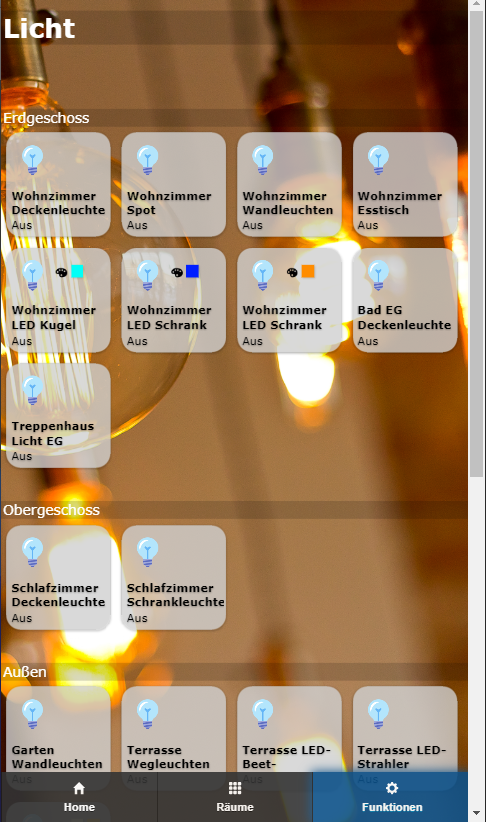 Licht
Erdgeschoss
Wohnzimmer
Deckenleuchte
Aus
Wohnzimmer
Spot
Aus
Wohnzimmer
Wandleuchten
Aus
Wohnzimmer
Esstisch
Aus
Wohnzimmer
LED Kugel
Aus
Wohnzimmer
LED Schrank
Aus
Wohnzimmer
LED Schrank
Aus
Bad EG
Deckenleuchte
Aus
Treppenhaus
Licht EG
Aus
Obergeschoss
Schlafzimmer
Deckenleuchte
Aus
Schlafzimmer
Schrankleuchte
Aus
Außen
Garten
Wandleuchten
Terrasse
Wegleuchten
Terrasse LED-
Beet-
Terrasse LED-
Strahler
Home
Räume
Funktionen